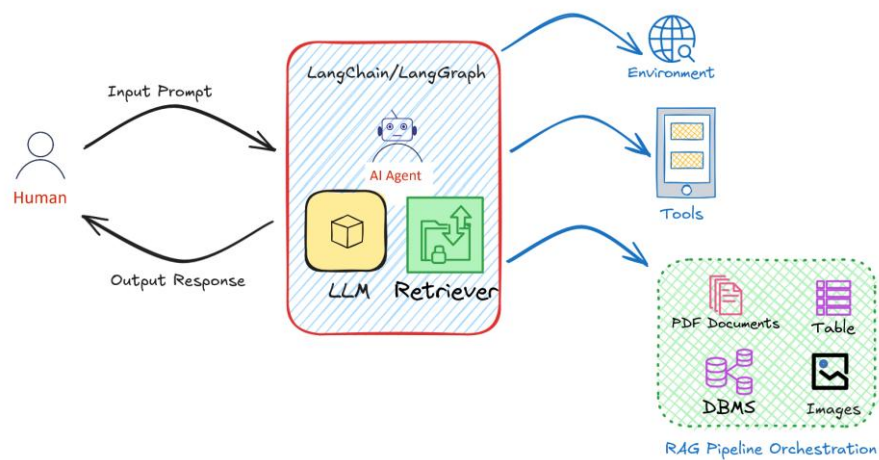 LangChain/LangGraph
Environment
Input Prompt
AI Agent
Human
Tools
Output Response
LLM
Retriever
PDF Documents
Table
DBMS
Images
RAG Pipeline Orchestration